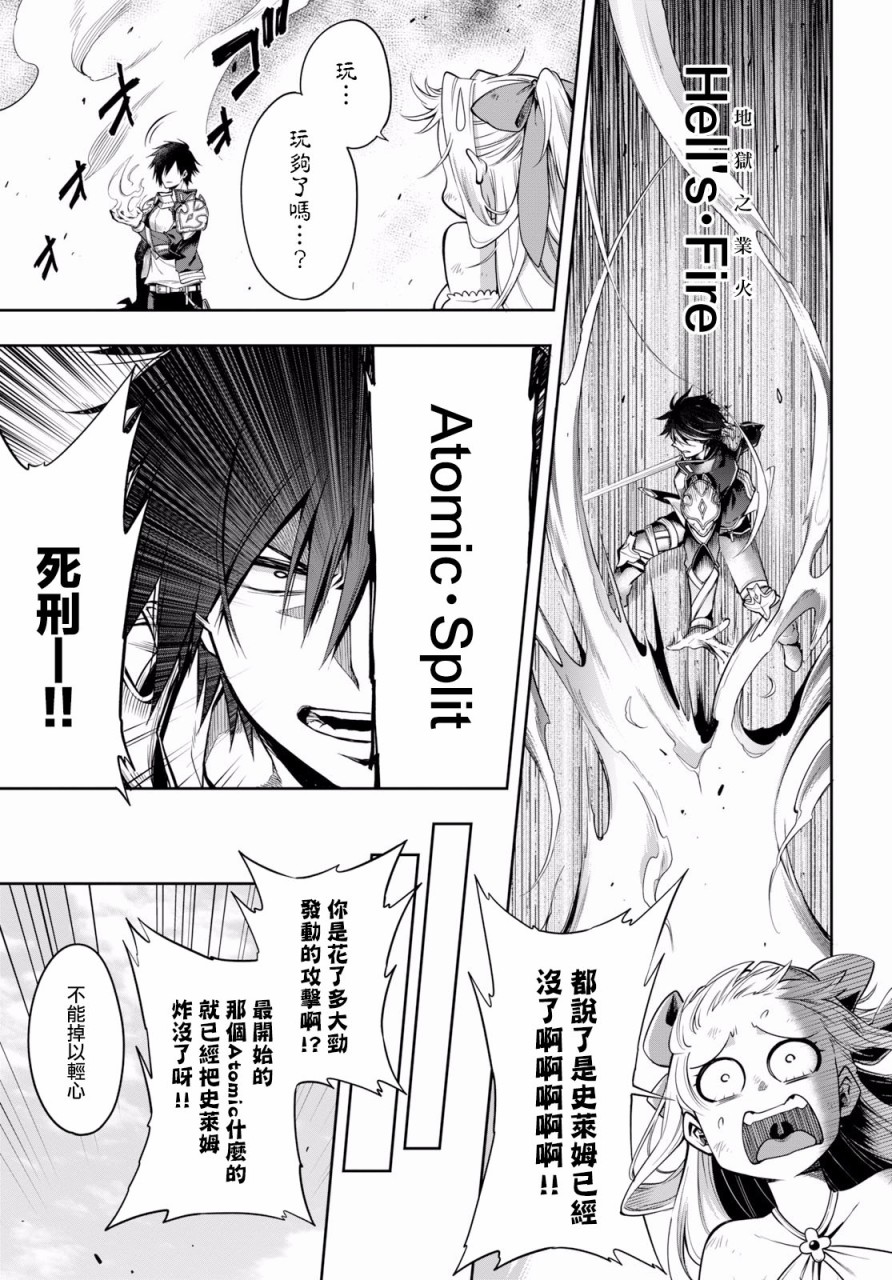 地獄之業火
Hell's·Fire
玩…
玩夠了嗎…?
オオ
ゴゴ
オオ
Atomic·Split
死刑ー!!
都說了是史萊姆已經
沒了啊啊啊啊啊!!
你是花了多大勁
發動的攻擊啊!?
最開始的
那個Atomic什麼的
就已經把史萊姆
炸沒了呀!!
不能掉以輕心